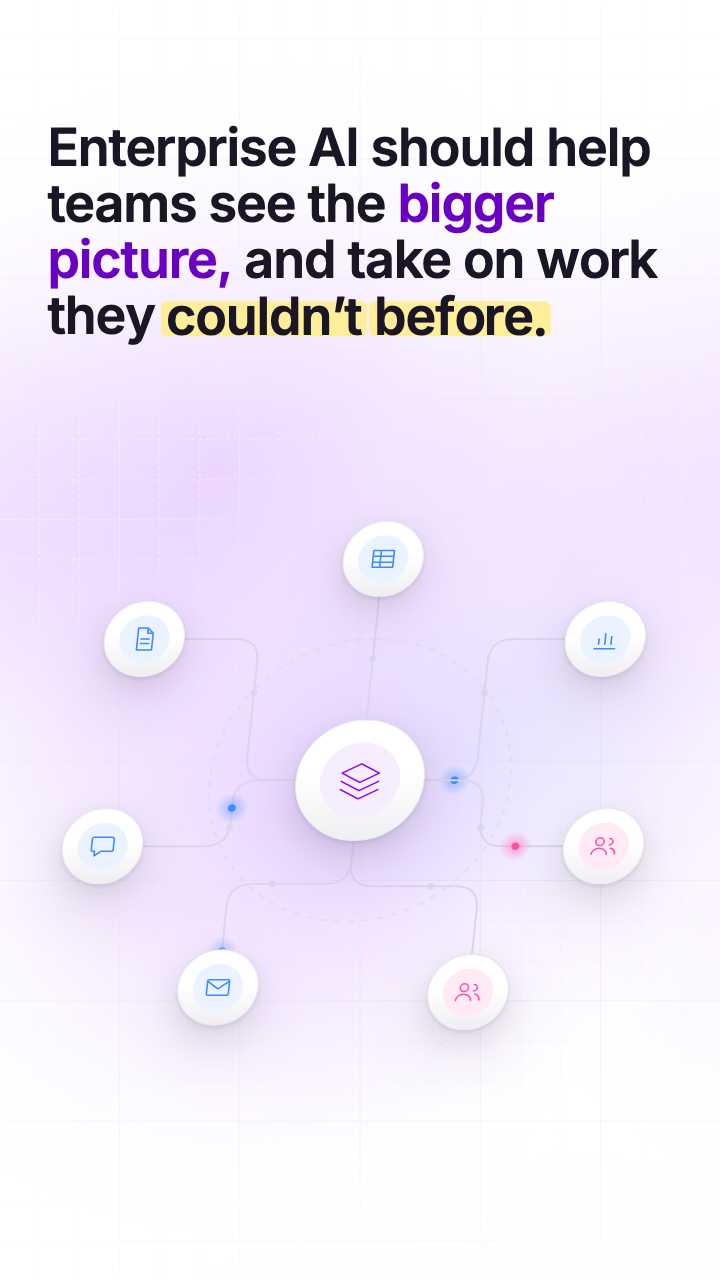 Enterprise AI should help
teams see the bigger
picture, and take on work
they couldn’t before.